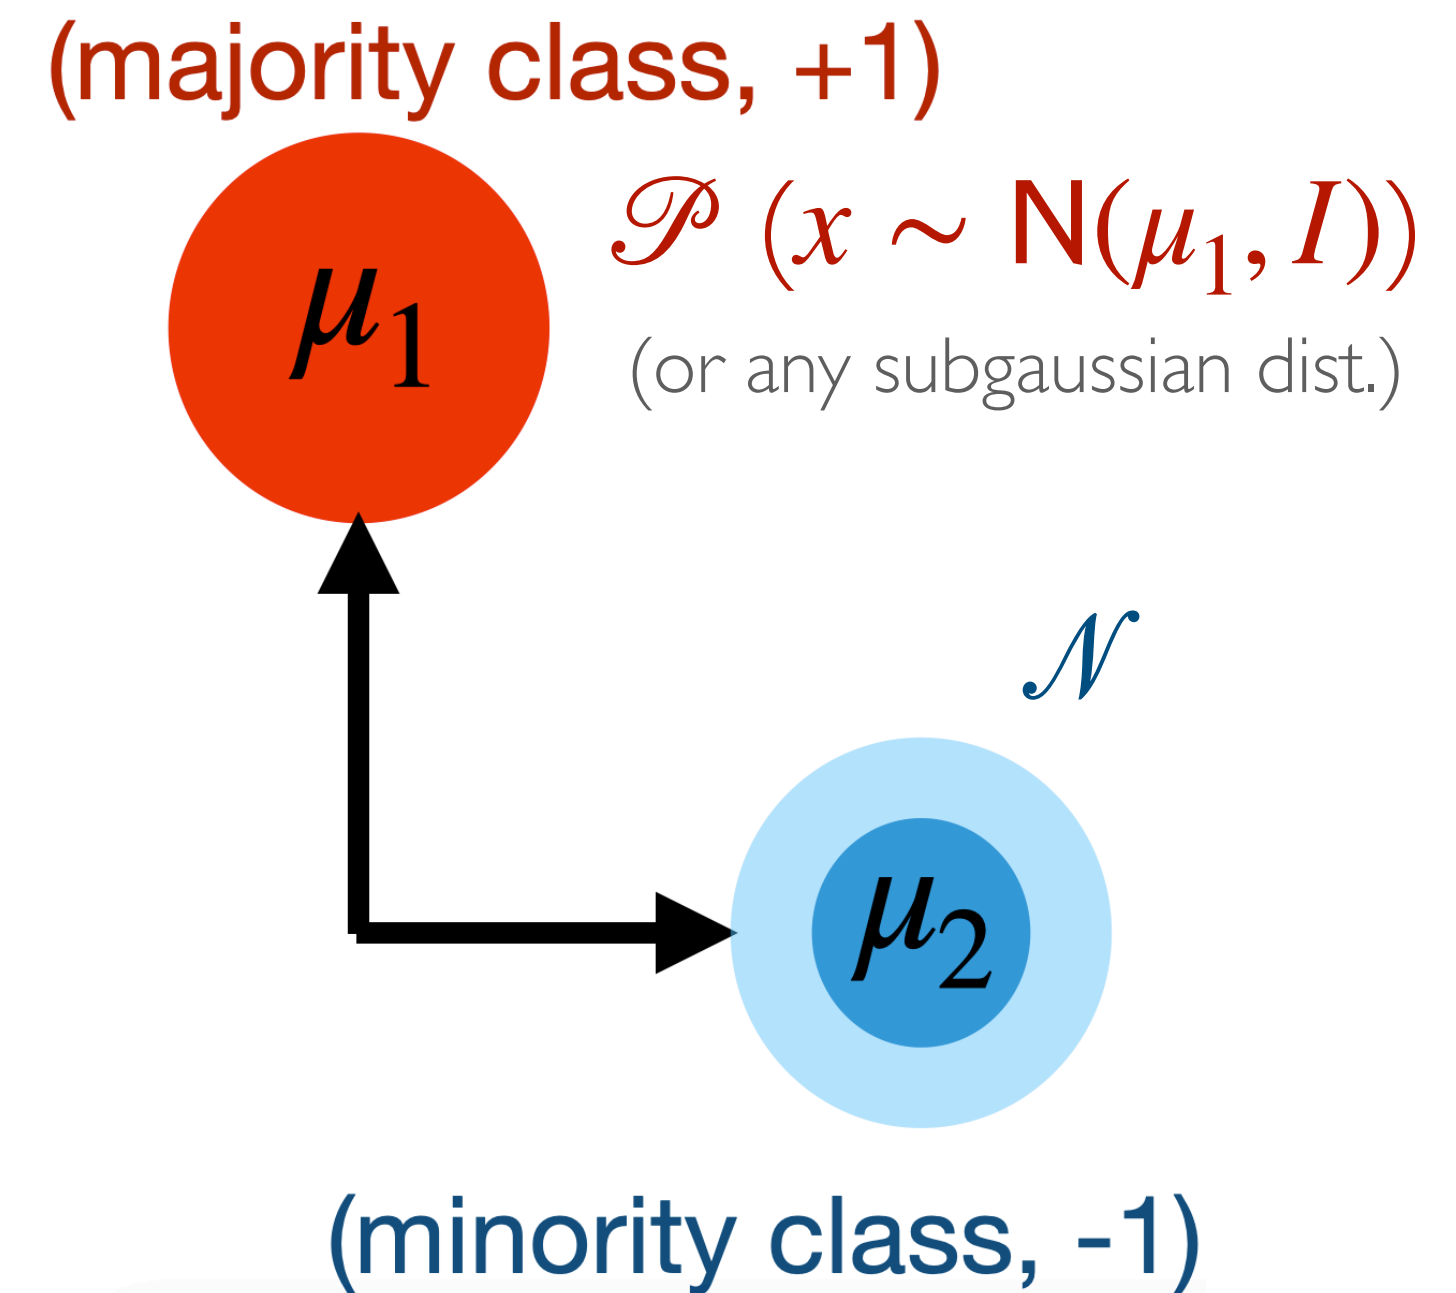 (majority class, +1)
𝒫 (x ∼ N(μ₁, I))
(or any subgaussian dist.)
μ₁
𝒩
μ₂
(minority class, -1)